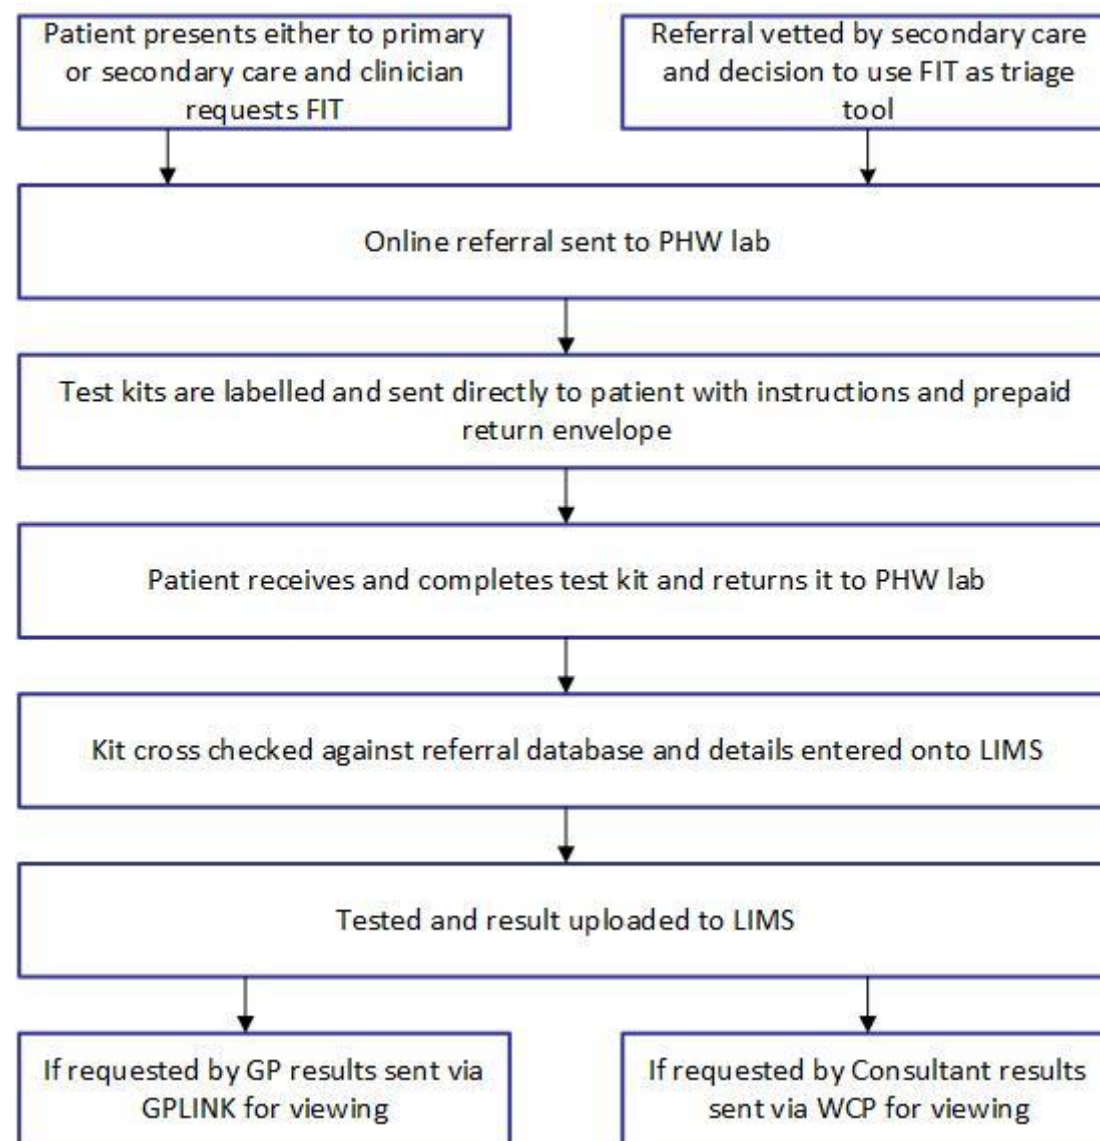 Patient presents either to primary
or secondary care and clinician
requests FIT
Referral vetted by secondary care
and decision to use FIT as triage
tool
Online referral sent to PHW lab
Test kits are labelled and sent directly to patient with instructions and prepaid
return envelope
Patient receives and completes test kit and returns it to PHW lab
Kit cross checked against referral database and details entered onto LIMS
Tested and result uploaded to LIMS
If requested by GP results sent via
GPLINK for viewing
If requested by Consultant results
sent via WCP for viewing